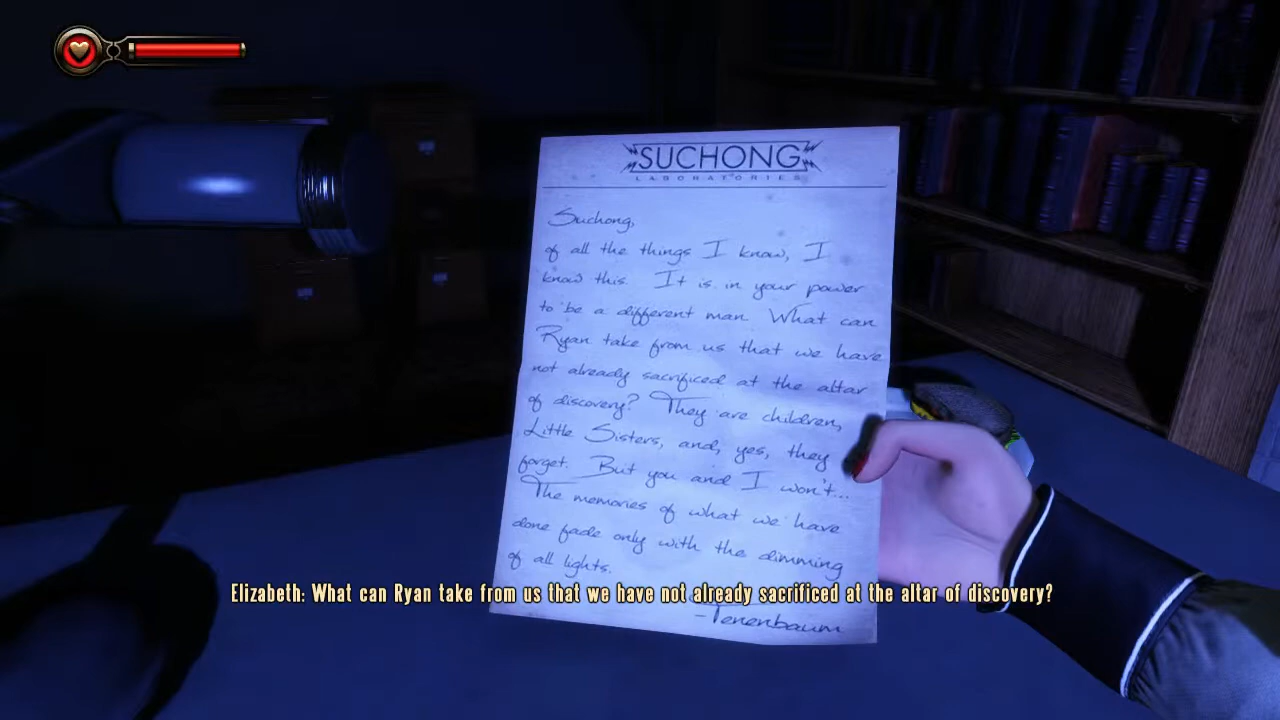 SUCHONG
LABORATORIES
Suchong,
of all the things I know, I
know this. It is in your power
to be a different man. What can
Ryan take from us that we have
not already sacrificed at the altar
of discovery? They are children,
Little Sisters, and, yes, they
forget. But you and I won't...
The memories of what we have
done fade only with the dimming
of all lights.
Elizabeth: What can Ryan take from us that we have not already sacrificed at the altar of discovery?
-Tenenbaum